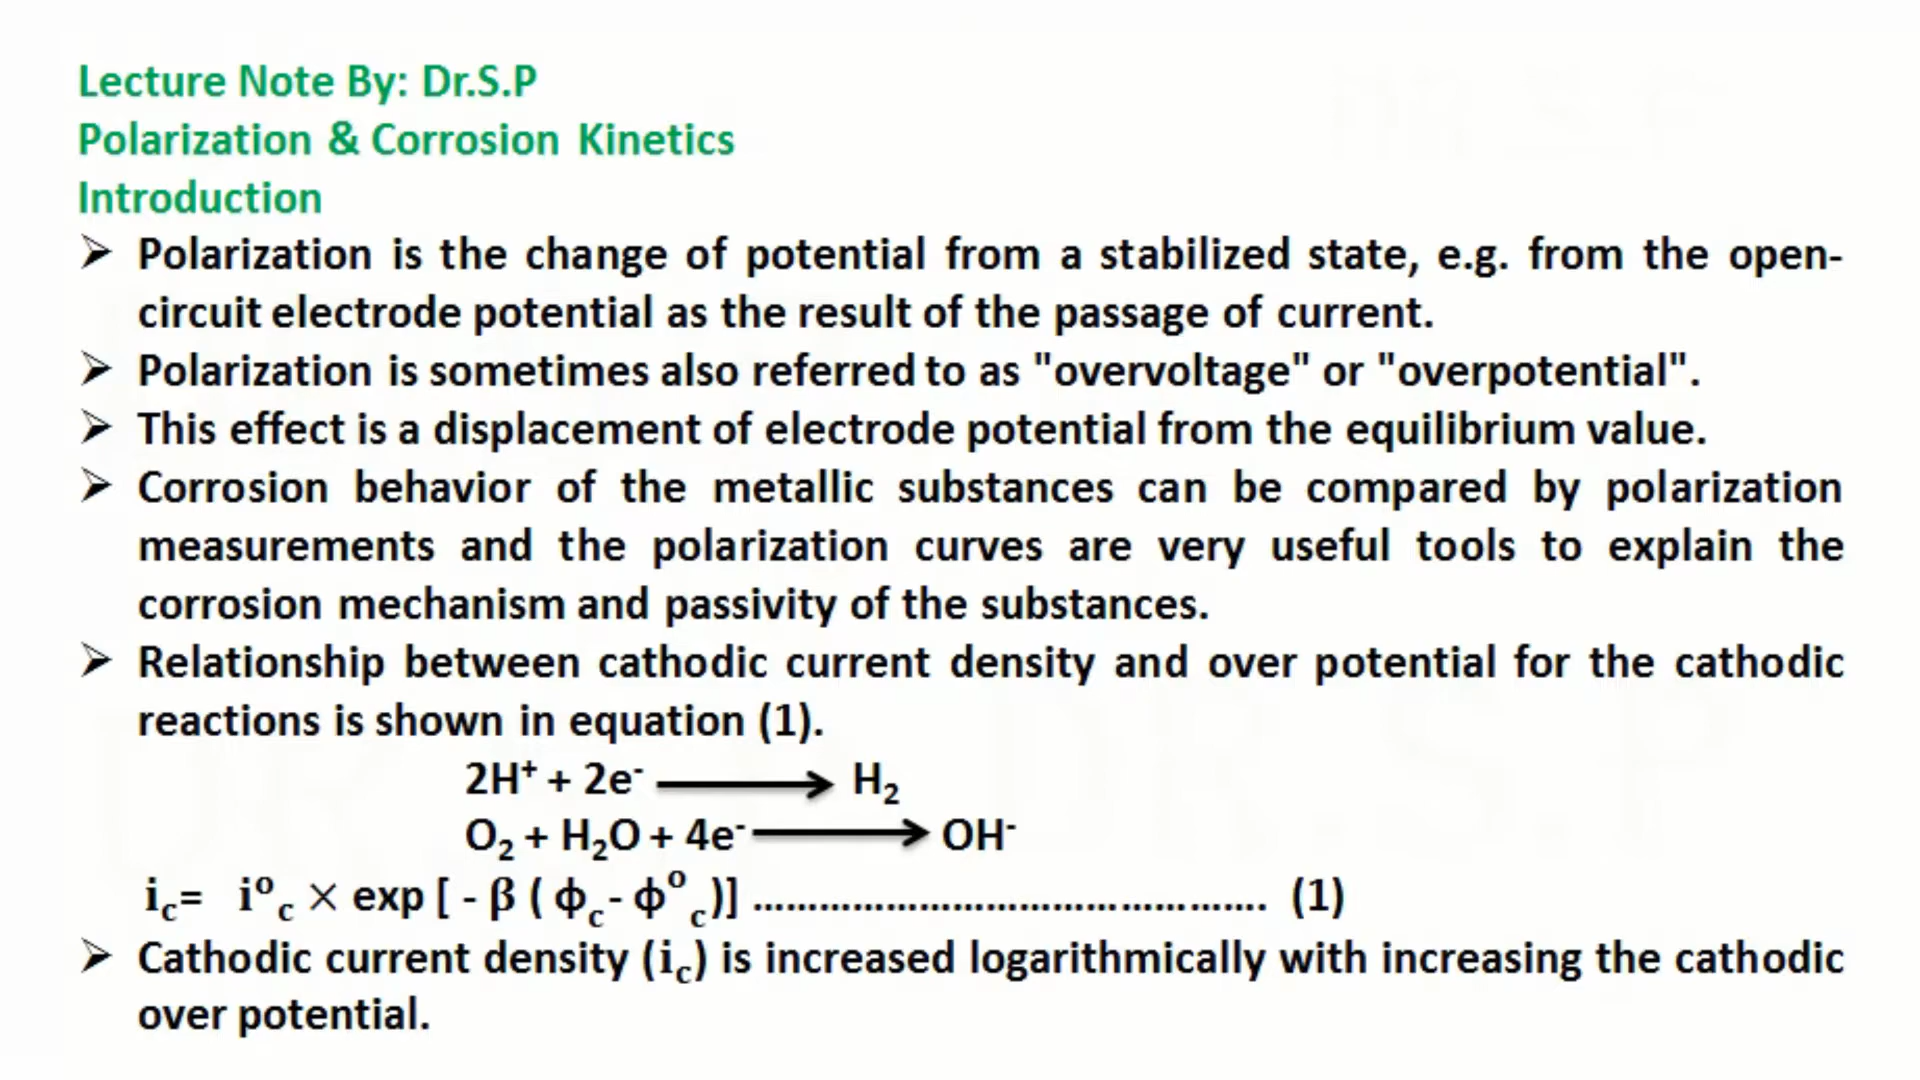 Lecture Note By: Dr.S.P
Polarization & Corrosion Kinetics
Introduction
➢ Polarization is the change of potential from a stabilized state, e.g. from the open-
circuit electrode potential as the result of the passage of current.
➢ Polarization is sometimes also referred to as "overvoltage" or "overpotential".
➢ This effect is a displacement of electrode potential from the equilibrium value.
➢ Corrosion behavior of the metallic substances can be compared by polarization
measurements and the polarization curves are very useful tools to explain the
corrosion mechanism and passivity of the substances.
➢ Relationship between cathodic current density and over potential for the cathodic
reactions is shown in equation (1).
2H⁺ + 2e⁻ ⟶ H₂
O₂ + H₂O + 4e⁻ ⟶ OH⁻
i_c= i°_c × exp [ - β ( ϕ_c- ϕ°_c)] ................................................ (1)
➢ Cathodic current density (i_c) is increased logarithmically with increasing the cathodic
over potential.